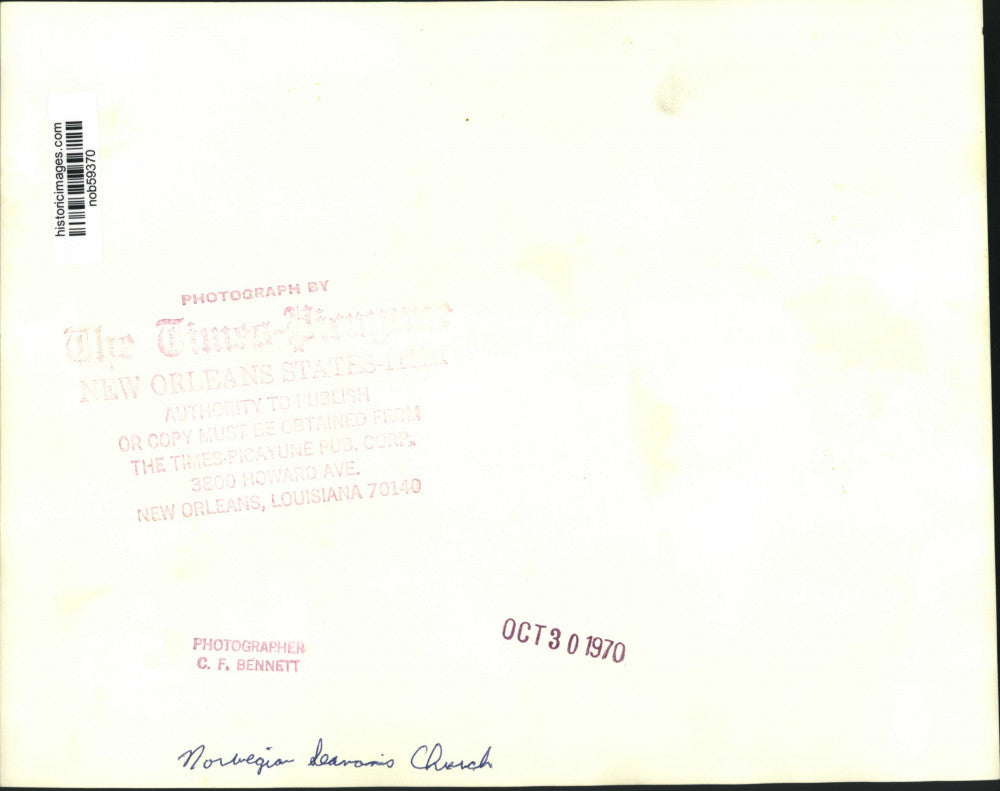 historicimages.com
nob59370
PHOTOGRAPH BY
The Times-Picayune
NEW ORLEANS STATES-ITEM
AUTHORITY TO PUBLISH
OR COPY MUST BE OBTAINED FROM
THE TIMES-PICAYUNE PUB. CORP.
3800 HOWARD AVE.
NEW ORLEANS, LOUISIANA 70140
OCT 30 1970
PHOTOGRAPHER
C. F. BENNETT
Norwegian Seamans Church